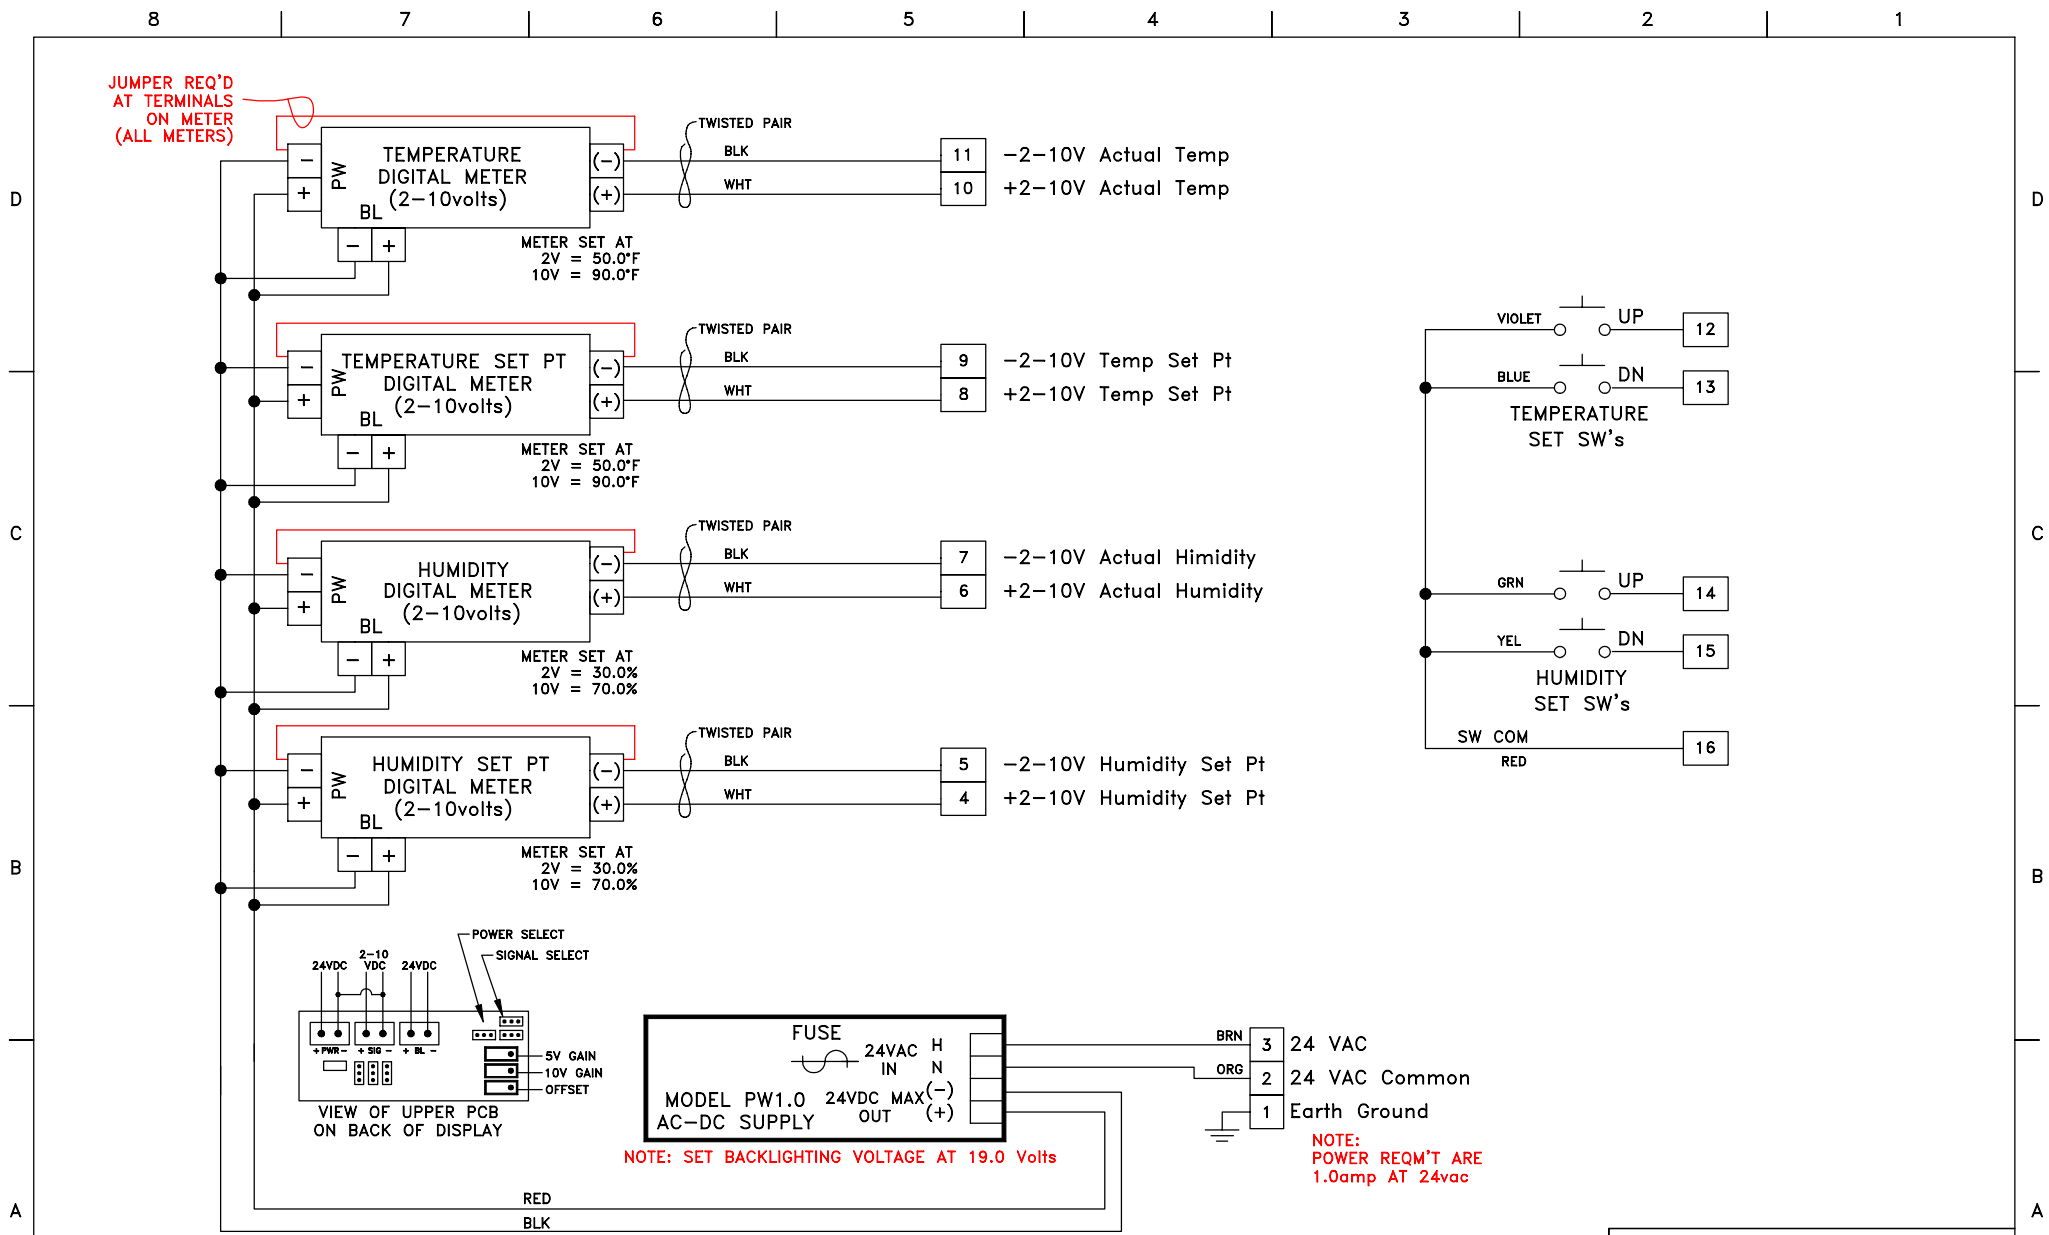 8 7 6 5 4 3 2 1
JUMPER REQ'D
AT TERMINALS
ON METER
(ALL METERS)
D
D
- + PW
TEMPERATURE
DIGITAL METER
(2-10volts)
BL
- +
(-)
(+)
METER SET AT
2V = 50.0°F
10V = 90.0°F
TWISTED PAIR
BLK
WHT
11 -2-10V Actual Temp
10 +2-10V Actual Temp
- + PW
TEMPERATURE SET PT
DIGITAL METER
(2-10volts)
BL
- +
(-)
(+)
METER SET AT
2V = 50.0°F
10V = 90.0°F
TWISTED PAIR
BLK
WHT
9 -2-10V Temp Set Pt
8 +2-10V Temp Set Pt
VIOLET UP 12
BLUE DN 13
TEMPERATURE
SET SW's
C
C
- + PW
HUMIDITY
DIGITAL METER
(2-10volts)
BL
- +
(-)
(+)
METER SET AT
2V = 30.0%
10V = 70.0%
TWISTED PAIR
BLK
WHT
7 -2-10V Actual Himidity
6 +2-10V Actual Humidity
GRN UP 14
YEL DN 15
HUMIDITY
SET SW's
SW COM 16
RED
- + PW
HUMIDITY SET PT
DIGITAL METER
(2-10volts)
BL
- +
(-)
(+)
METER SET AT
2V = 30.0%
10V = 70.0%
TWISTED PAIR
BLK
WHT
5 -2-10V Humidity Set Pt
4 +2-10V Humidity Set Pt
B
B
POWER SELECT
SIGNAL SELECT
24VDC
2-10
VDC
24VDC
+ PWR -
+ SIG -
+ BL -
5V GAIN
10V GAIN
OFFSET
VIEW OF UPPER PCB
ON BACK OF DISPLAY
FUSE
24VAC H
IN N
24VDC MAX (-)
OUT (+)
MODEL PW1.0
AC-DC SUPPLY
NOTE: SET BACKLIGHTING VOLTAGE AT 19.0 Volts
BRN 3 24 VAC
ORG 2 24 VAC Common
1 Earth Ground
NOTE:
POWER REQM'T ARE
1.0amp AT 24vac
RED
BLK
A
A